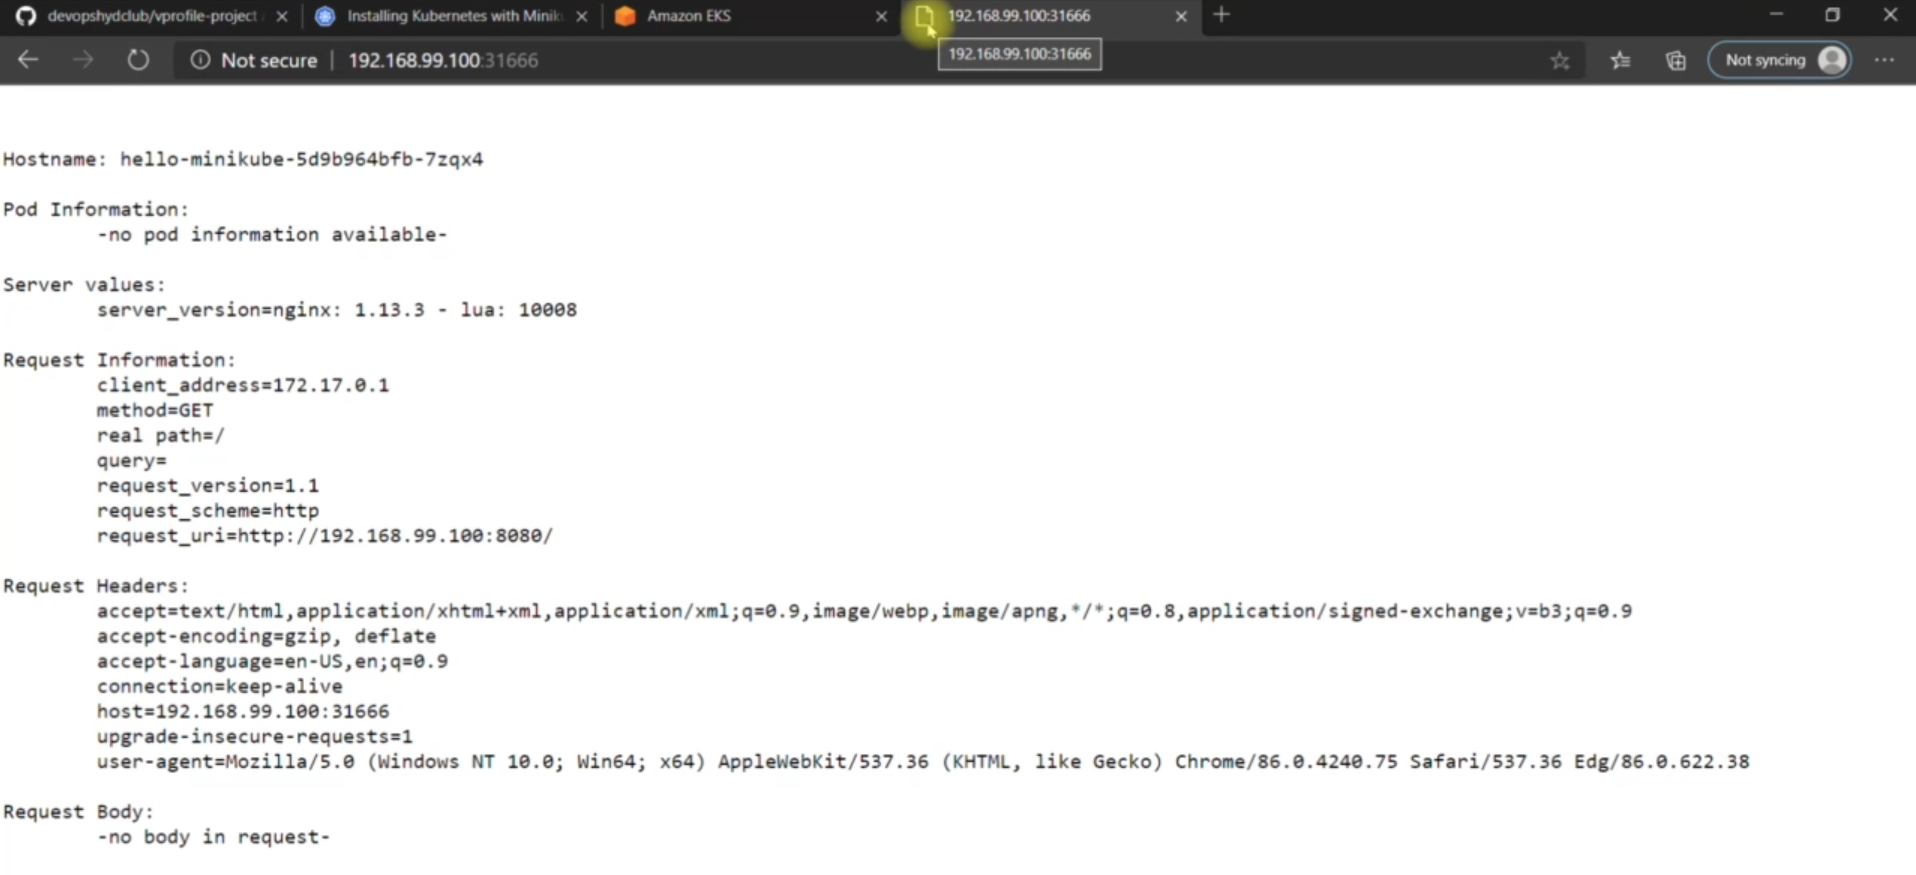 devopshydclub/vprofile-project
Installing Kubernetes with Minik
Amazon EKS
192.168.99.100:31666
192.168.99.100:31666
Not secure
192.168.99.100:31666
Not syncing
Hostname: hello-minikube-5d9b964bfb-7zqx4
Pod Information:
-no pod information available-
Server values:
server_version=nginx: 1.13.3 - lua: 10008
Request Information:
client_address=172.17.0.1
method=GET
real path=/
query=
request_version=1.1
request_scheme=http
request_uri=http://192.168.99.100:8080/
Request Headers:
accept=text/html,application/xhtml+xml,application/xml;q=0.9,image/webp,image/apng,*/*;q=0.8,application/signed-exchange;v=b3;q=0.9
accept-encoding=gzip, deflate
accept-language=en-US,en;q=0.9
connection=keep-alive
host=192.168.99.100:31666
upgrade-insecure-requests=1
user-agent=Mozilla/5.0 (Windows NT 10.0; Win64; x64) AppleWebKit/537.36 (KHTML, like Gecko) Chrome/86.0.4240.75 Safari/537.36 Edg/86.0.622.38
Request Body:
-no body in request-